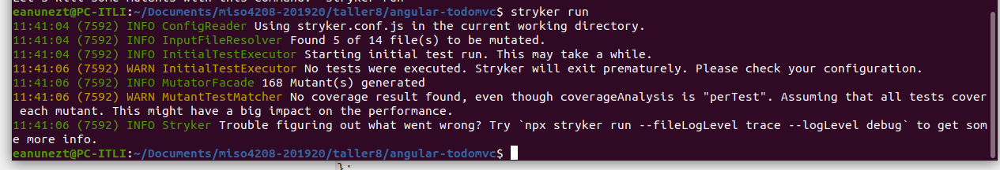 eanunezt@PC-ITLI:~/Documents/miso4208-201920/taller8/angular-todomvc$ stryker run
11:41:04 (7592) INFO ConfigReader Using stryker.conf.js in the current working directory.
11:41:04 (7592) INFO InputFileResolver Found 5 of 14 file(s) to be mutated.
11:41:04 (7592) INFO InitialTestExecutor Starting initial test run. This may take a while.
11:41:06 (7592) WARN InitialTestExecutor No tests were executed. Stryker will exit prematurely. Please check your configuration.
11:41:06 (7592) INFO MutatorFacade 168 Mutant(s) generated
11:41:06 (7592) WARN MutantTestMatcher No coverage result found, even though coverageAnalysis is "perTest". Assuming that all tests cover
each mutant. This might have a big impact on the performance.
11:41:06 (7592) INFO Stryker Trouble figuring out what went wrong? Try `npx stryker run --fileLogLevel trace --logLevel debug` to get som
e more info.
eanunezt@PC-ITLI:~/Documents/miso4208-201920/taller8/angular-todomvc$